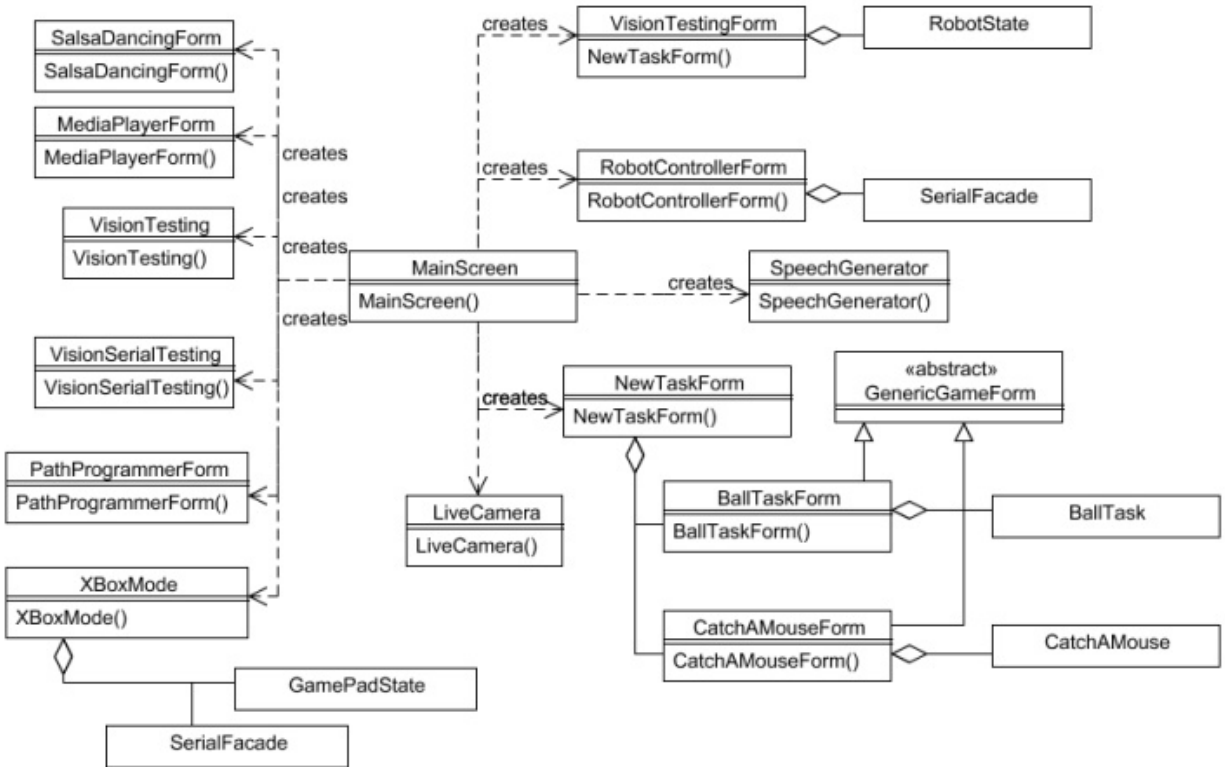 SalsaDancingForm
SalsaDancingForm()
MediaPlayerForm
MediaPlayerForm()
VisionTesting
VisionTesting()
VisionSerialTesting
VisionSerialTesting()
PathProgrammerForm
PathProgrammerForm()
XBoxMode
XBoxMode()
GamePadState
SerialFacade
creates
creates
creates
creates
MainScreen
MainScreen()
creates
VisionTestingForm
NewTaskForm()
RobotState
creates
RobotControllerForm
RobotControllerForm()
SerialFacade
creates
SpeechGenerator
SpeechGenerator()
creates
NewTaskForm
NewTaskForm()
«abstract»
GenericGameForm
LiveCamera
LiveCamera()
BallTaskForm
BallTaskForm()
BallTask
CatchAMouseForm
CatchAMouseForm()
CatchAMouse